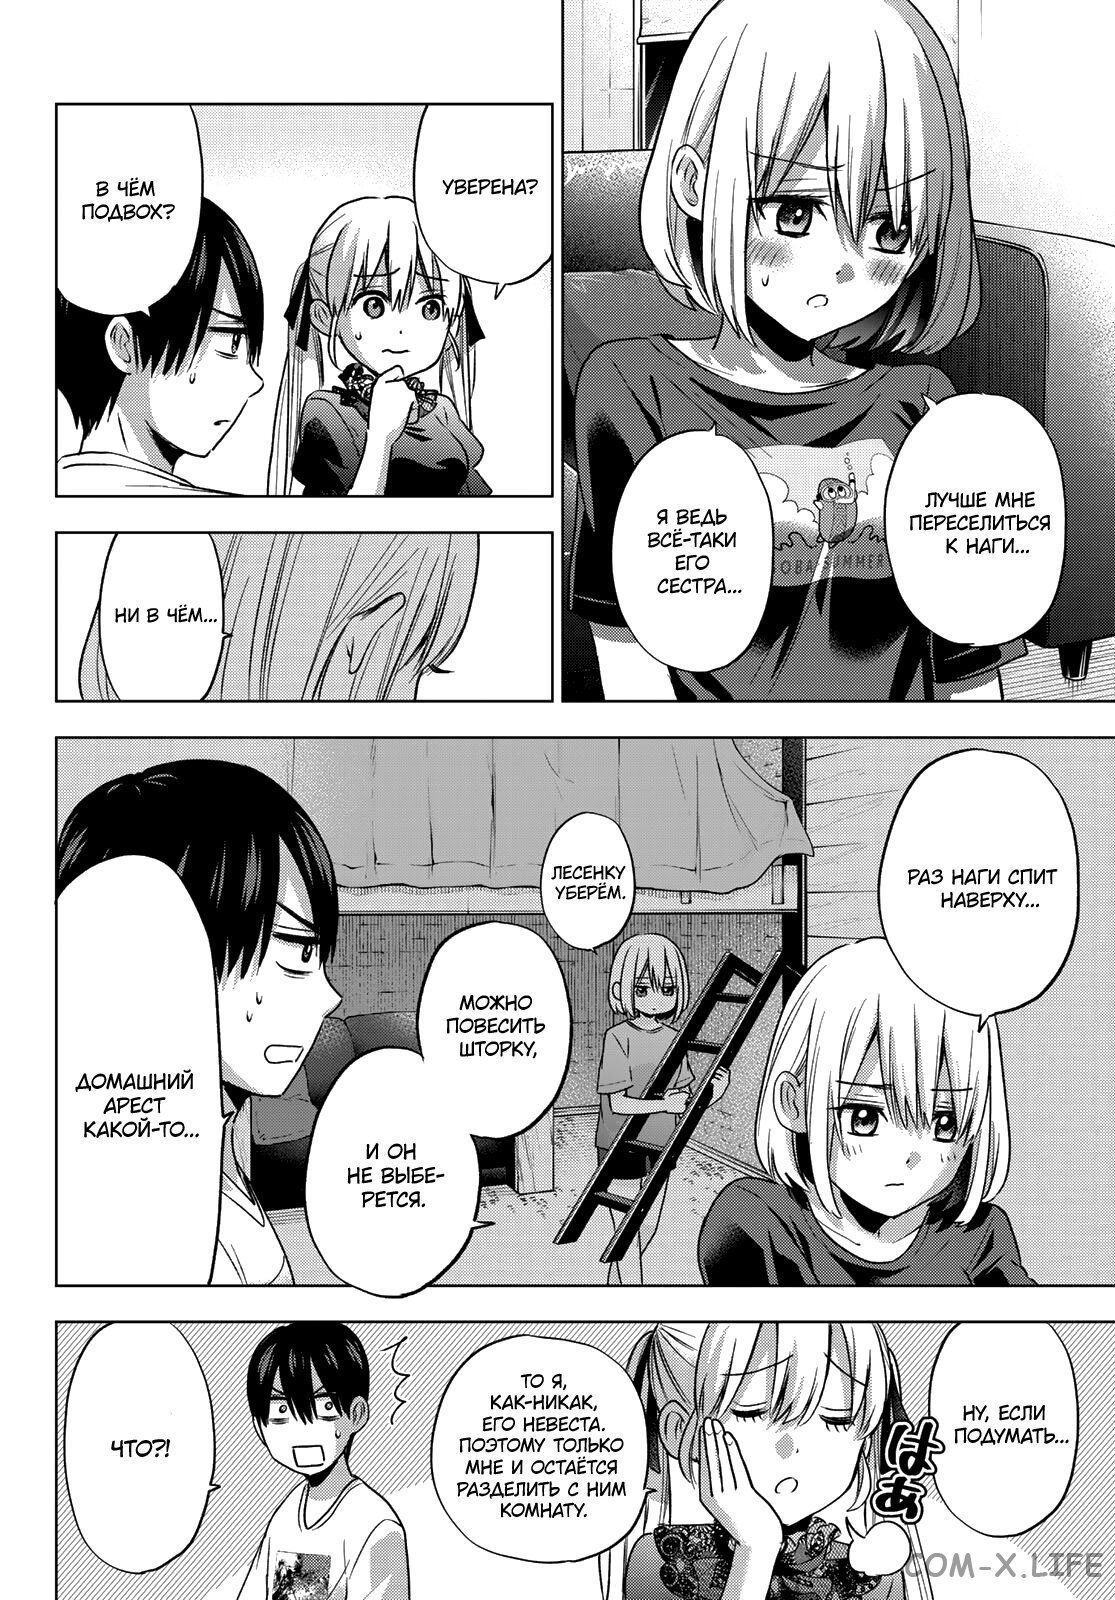 ЛУЧШЕ МНЕ
ПЕРЕСЕЛИТЬСЯ
К НАГИ...
Я ВЕДЬ
ВСЁ-ТАКИ
ЕГО
СЕСТРА...
OBA SUMMER
УВЕРЕНА?
В ЧЁМ
ПОДВОХ?
НИ В ЧЁМ...
РАЗ НАГИ СПИТ
НАВЕРХУ...
ЛЕСЕНКУ
УБЕРЁМ.
МОЖНО
ПОВЕСИТЬ
ШТОРКУ,
И ОН
НЕ ВЫБЕ-
РЕТСЯ.
ДОМАШНИЙ
АРЕСТ
КАКОЙ-ТО...
НУ, ЕСЛИ
ПОДУМАТЬ...
はぁ
ТО Я,
КАК-НИКАК,
ЕГО НЕВЕСТА.
ПОЭТОМУ ТОЛЬКО
МНЕ И ОСТАЁТСЯ
РАЗДЕЛИТЬ С НИМ
КОМНАТУ.
ЧТО?!
COM-X.LIFE